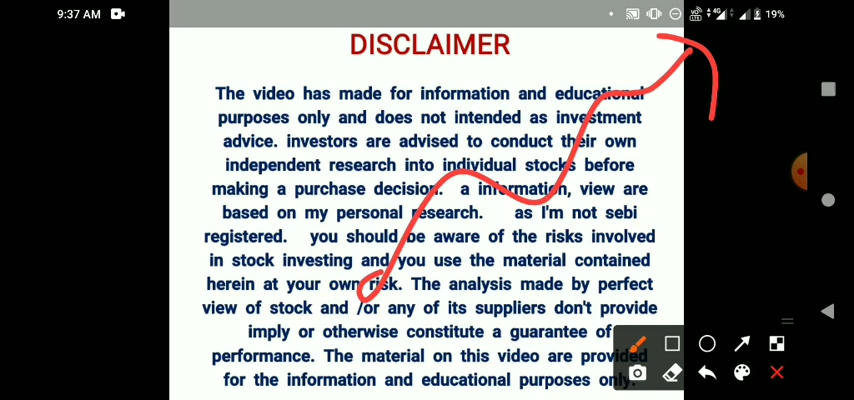 9:37 AM
VO)) LTE 4G 19%
DISCLAIMER
The video has made for information and educational
purposes only and does not intended as investment
advice. investors are advised to conduct their own
independent research into individual stocks before
making a purchase decision. a information, view are
based on my personal research. as I'm not sebi
registered. you should be aware of the risks involved
in stock investing and you use the material contained
herein at your own risk. The analysis made by perfect
view of stock and /or any of its suppliers don't provide
imply or otherwise constitute a guarantee of
performance. The material on this video are provided
for the information and educational purposes only.